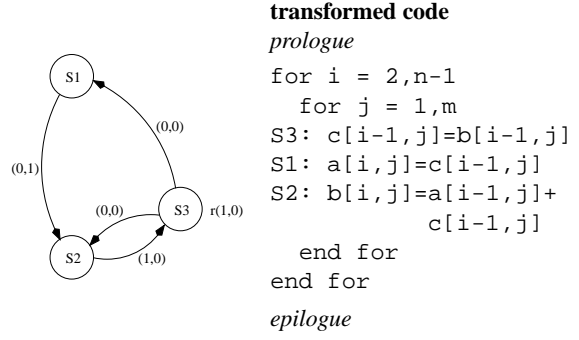 S1
(0,0)
(0,1)
(0,0)
S3
r(1,0)
S2
(1,0)
transformed code
prologue
for i = 2,n-1
for j = 1,m
S3: c[i-1,j]=b[i-1,j]
S1: a[i,j]=c[i-1,j]
S2: b[i,j]=a[i-1,j]+
c[i-1,j]
end for
end for
epilogue